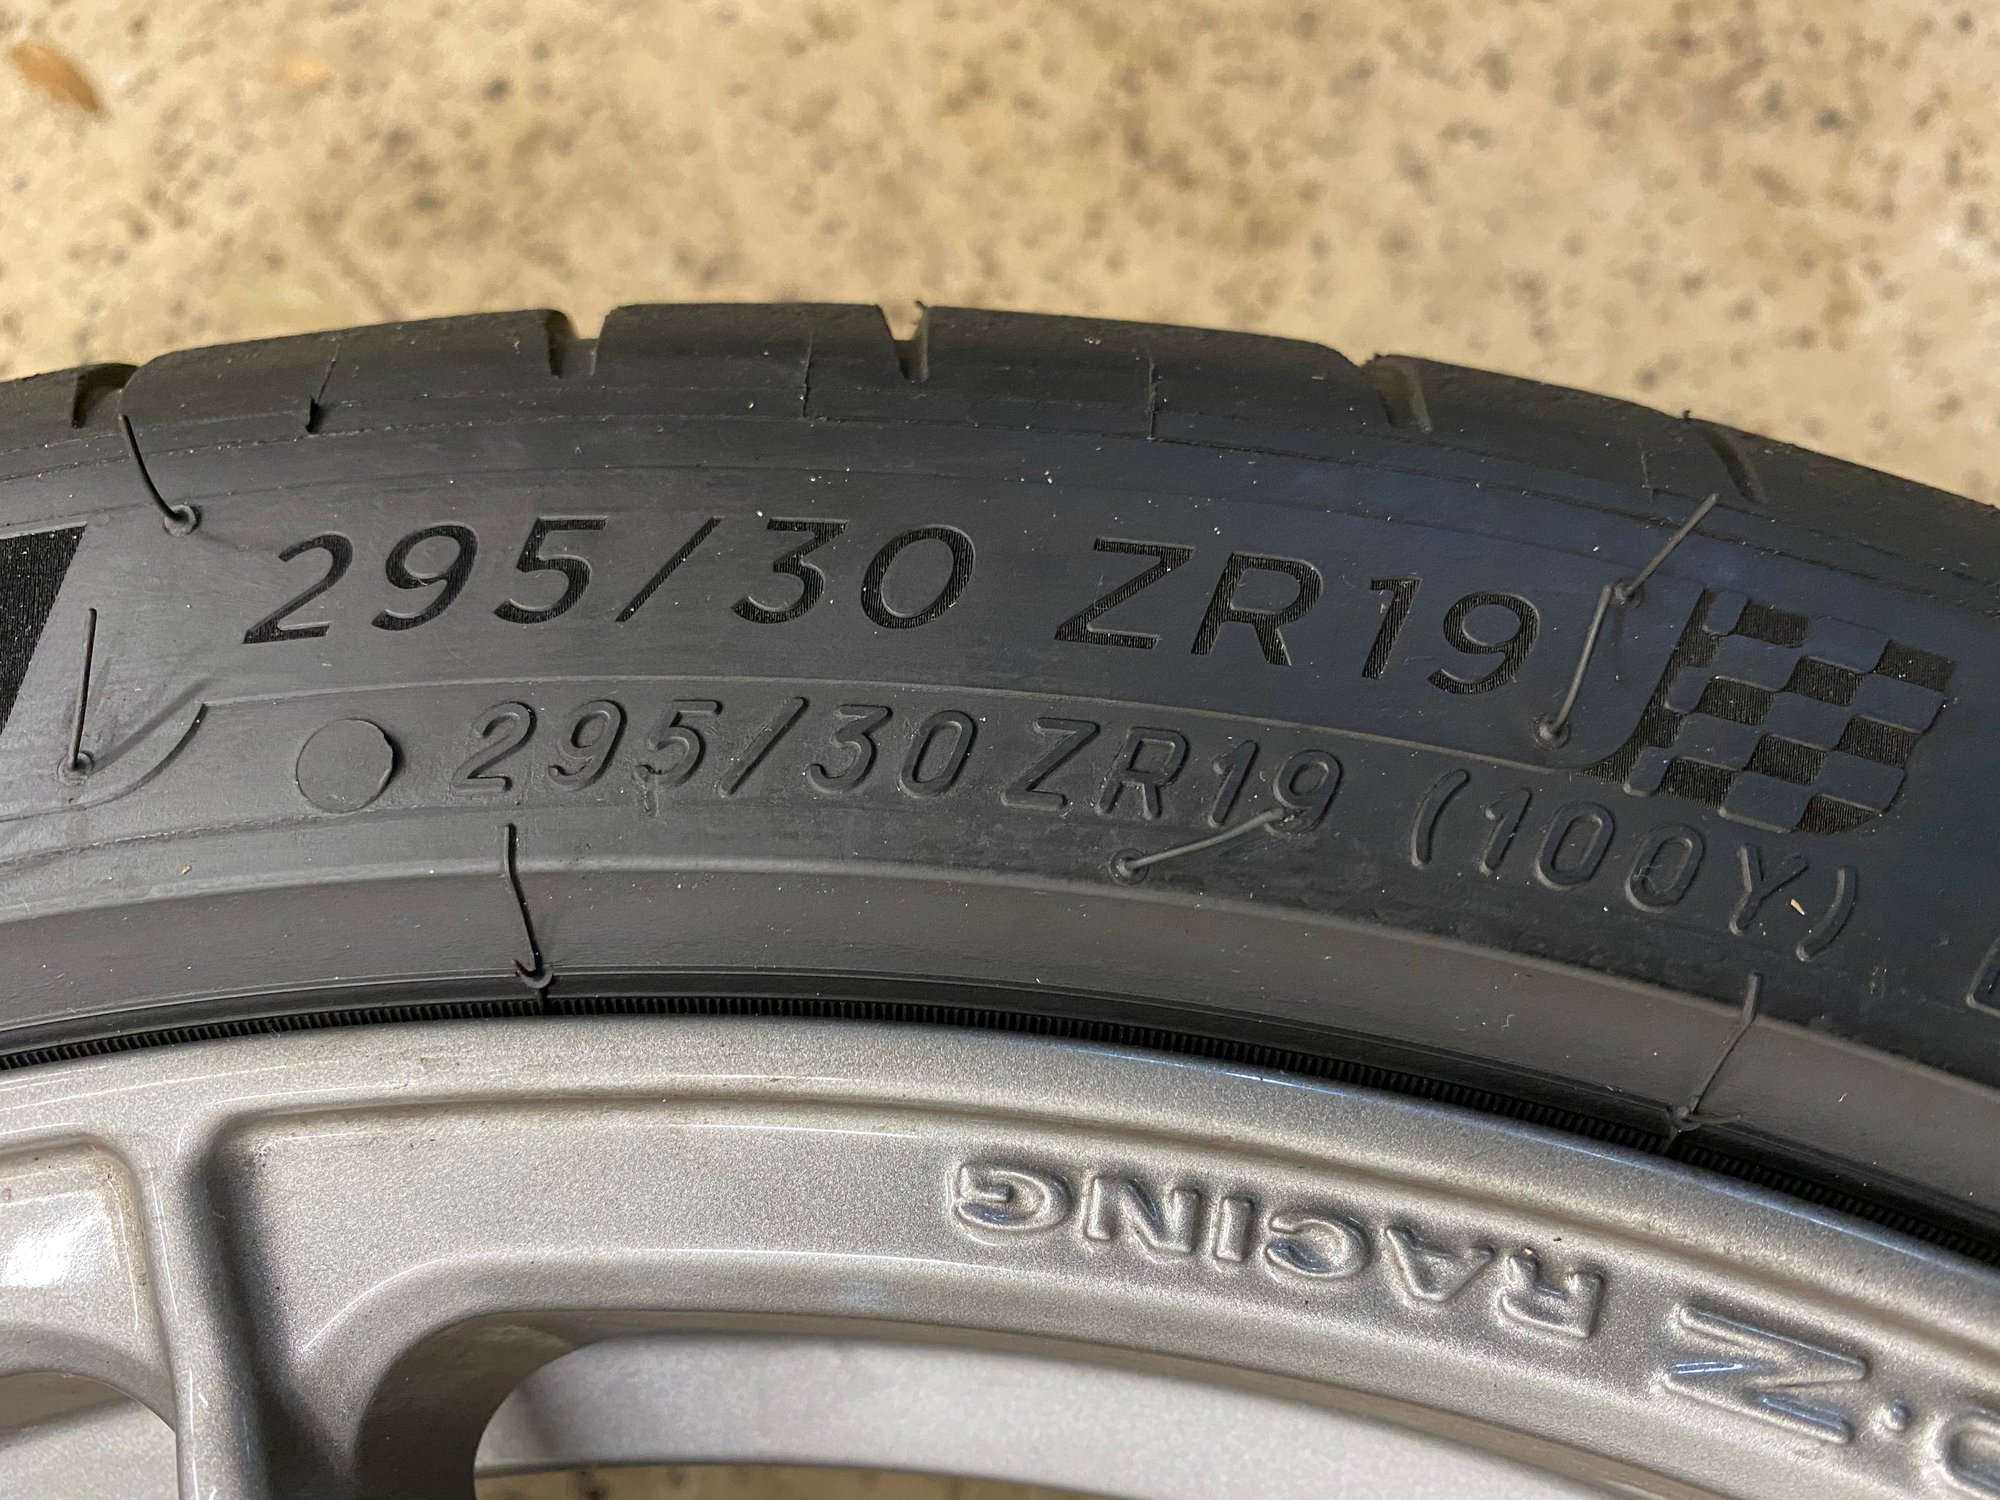 295/30 ZR19
295/30 ZR19 (100Y)
O.Z RACING